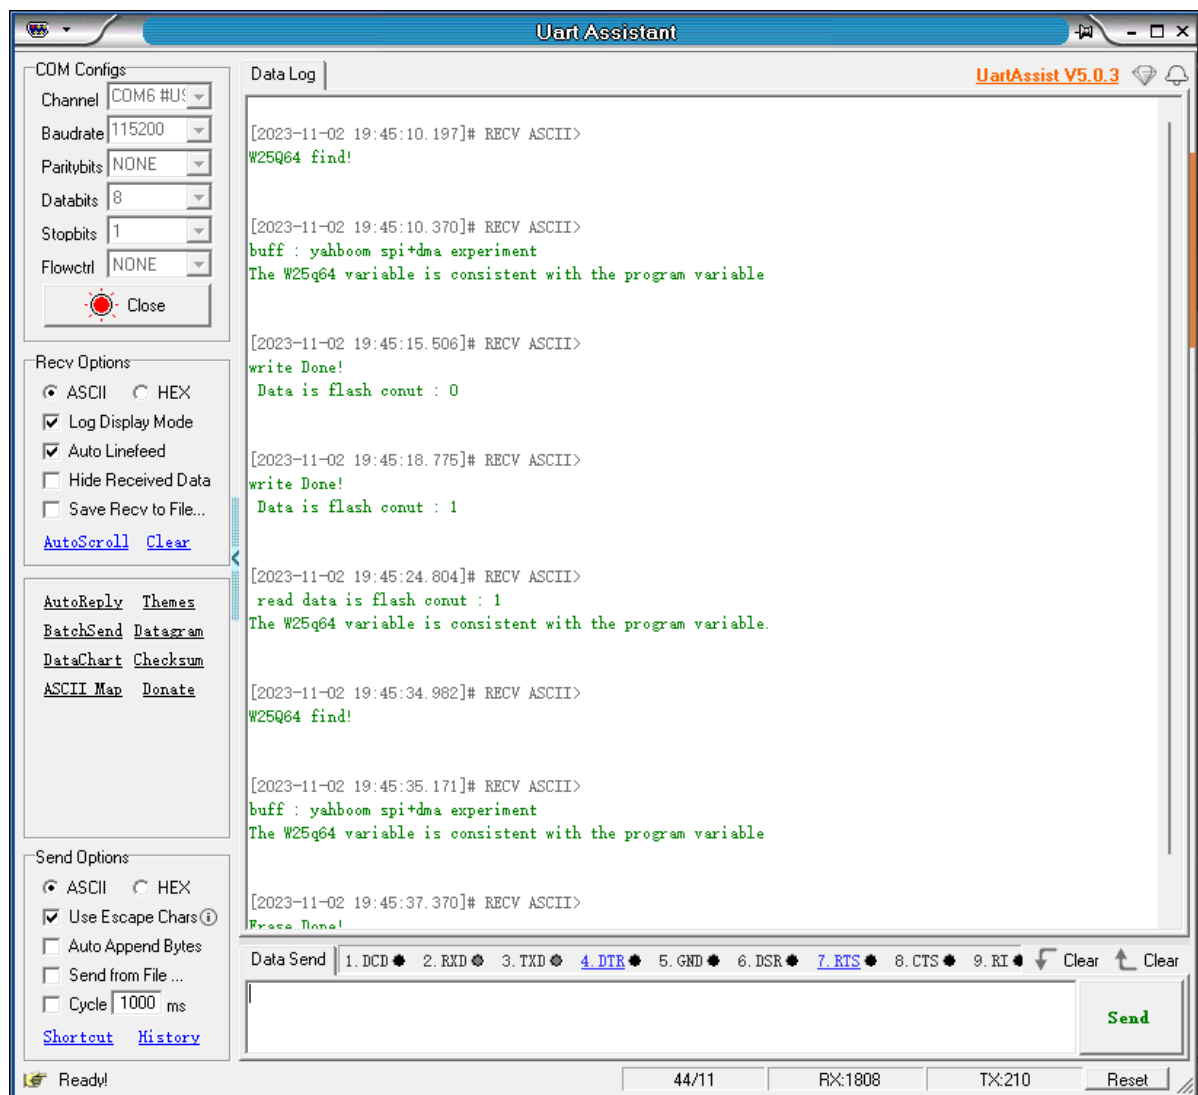 Uart Assistant
COM Configs
Channel COM6 #US
Baudrate 115200
Paritybits NONE
Databits 8
Stopbits 1
Flowctrl NONE
Close
Recv Options
ASCII HEX
Log Display Mode
Auto Linefeed
Hide Received Data
Save Recv to File...
AutoScroll Clear
AutoReply Themes
BatchSend Datagram
DataChart Checksum
ASCII Map Donate
Send Options
ASCII HEX
Use Escape Chars
Auto Append Bytes
Send from File ...
Cycle 1000 ms
Shortcut History
Data Log
UartAssist V5.0.3
[2023-11-02 19:45:10.197]# RECV ASCII>
W25Q64 find!
[2023-11-02 19:45:10.370]# RECV ASCII>
buff : yahboom spi+dma experiment
The W25q64 variable is consistent with the program variable
[2023-11-02 19:45:15.506]# RECV ASCII>
write Done!
Data is flash conut : 0
[2023-11-02 19:45:18.775]# RECV ASCII>
write Done!
Data is flash conut : 1
[2023-11-02 19:45:24.804]# RECV ASCII>
read data is flash conut : 1
The W25q64 variable is consistent with the program variable.
[2023-11-02 19:45:34.982]# RECV ASCII>
W25Q64 find!
[2023-11-02 19:45:35.171]# RECV ASCII>
buff : yahboom spi+dma experiment
The W25q64 variable is consistent with the program variable
[2023-11-02 19:45:37.370]# RECV ASCII>
Erase Done!
Data Send 1. DCD 2. RXD 3. TXD 4. DTR 5. GND 6. DSR 7. RTS 8. CTS 9. RI Clear Clear
Send
Ready! 44/11 RX:1808 TX:210 Reset